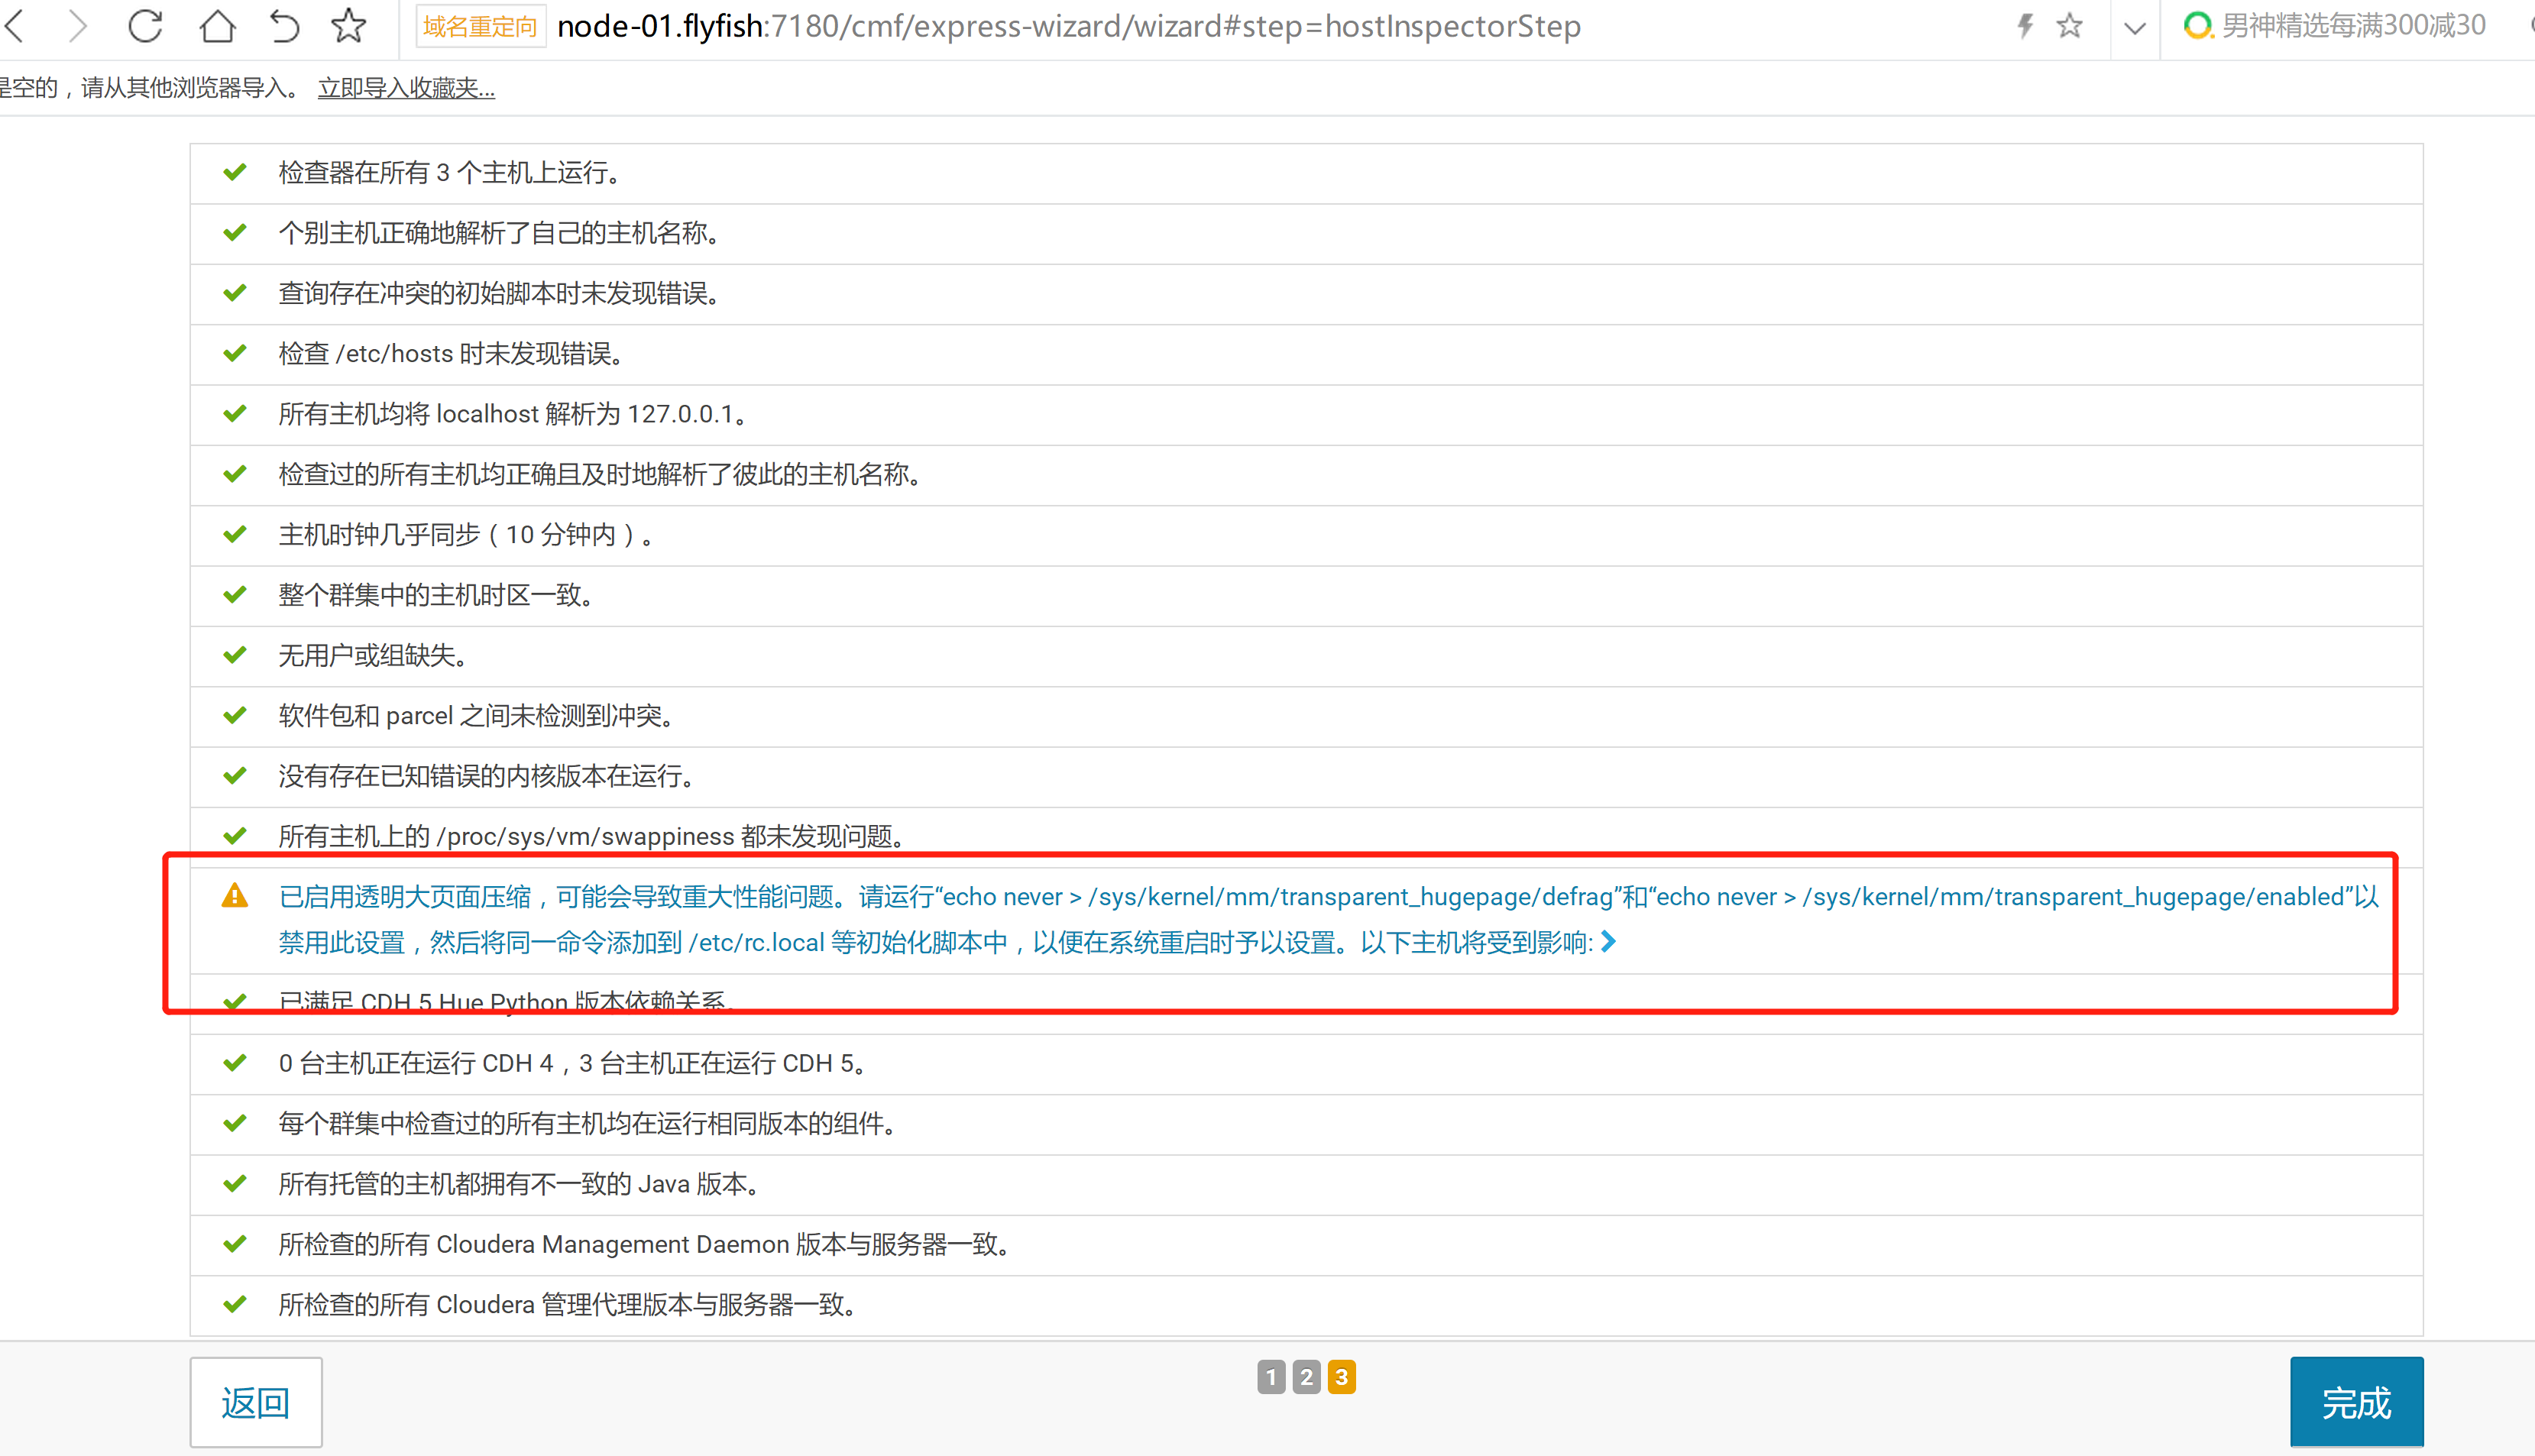 域名重定向 node-01.flyfish:7180/cmf/express-wizard/wizard#step=hostInspectorStep 男神精选每满300减30
是空的，请从其他浏览器导入。 立即导入收藏夹...
检查器在所有 3 个主机上运行。
个别主机正确地解析了自己的主机名称。
查询存在冲突的初始脚本时未发现错误。
检查 /etc/hosts 时未发现错误。
所有主机均将 localhost 解析为 127.0.0.1。
检查过的所有主机均正确且及时地解析了彼此的主机名称。
主机时钟几乎同步（10 分钟内）。
整个群集中的主机时区一致。
无用户或组缺失。
软件包和 parcel 之间未检测到冲突。
没有存在已知错误的内核版本在运行。
所有主机上的 /proc/sys/vm/swappiness 都未发现问题。
已启用透明大页面压缩，可能会导致重大性能问题。请运行“echo never > /sys/kernel/mm/transparent_hugepage/defrag”和“echo never > /sys/kernel/mm/transparent_hugepage/enabled”以
禁用此设置，然后将同一命令添加到 /etc/rc.local 等初始化脚本中，以便在系统重启时予以设置。以下主机将受到影响:
已满足 CDH 5 Hue Python 版本依赖关系。
0 台主机正在运行 CDH 4，3 台主机正在运行 CDH 5。
每个群集中检查过的所有主机均在运行相同版本的组件。
所有托管的主机都拥有不一致的 Java 版本。
所检查的所有 Cloudera Management Daemon 版本与服务器一致。
所检查的所有 Cloudera 管理代理版本与服务器一致。
返回 1 2 3 完成